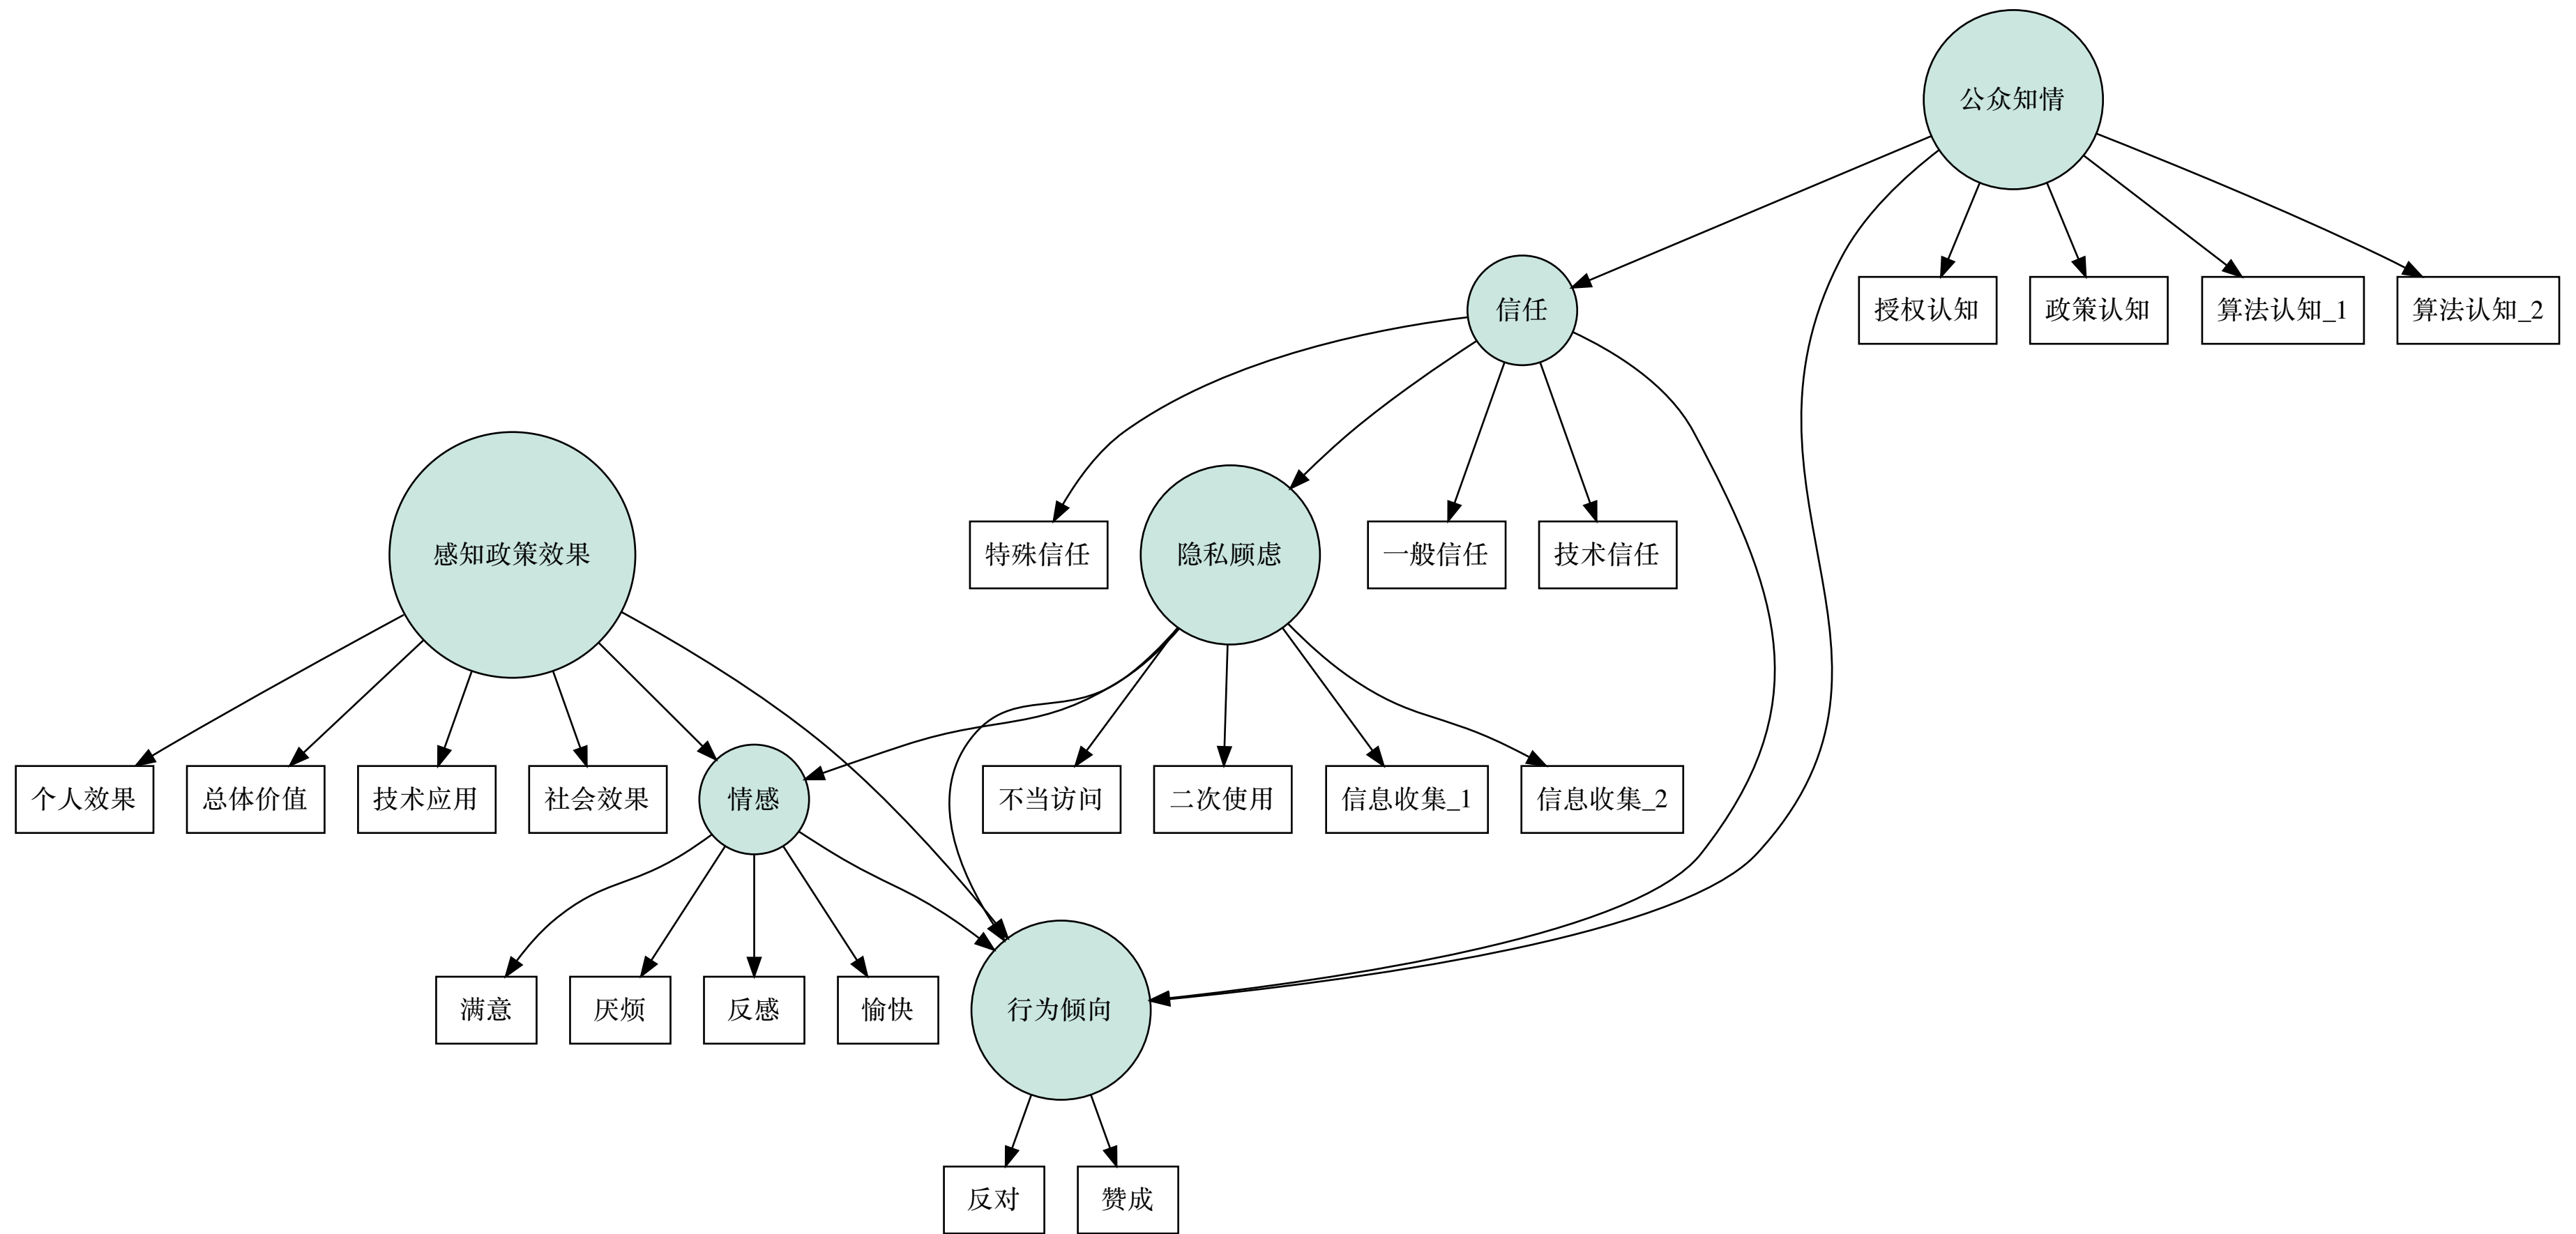 公众知情
信任
授权认知
政策认知
算法认知_1
算法认知_2
感知政策效果
特殊信任
隐私顾虑
一般信任
技术信任
个人效果
总体价值
技术应用
社会效果
情感
不当访问
二次使用
信息收集_1
信息收集_2
满意
厌烦
反感
愉快
行为倾向
反对
赞成